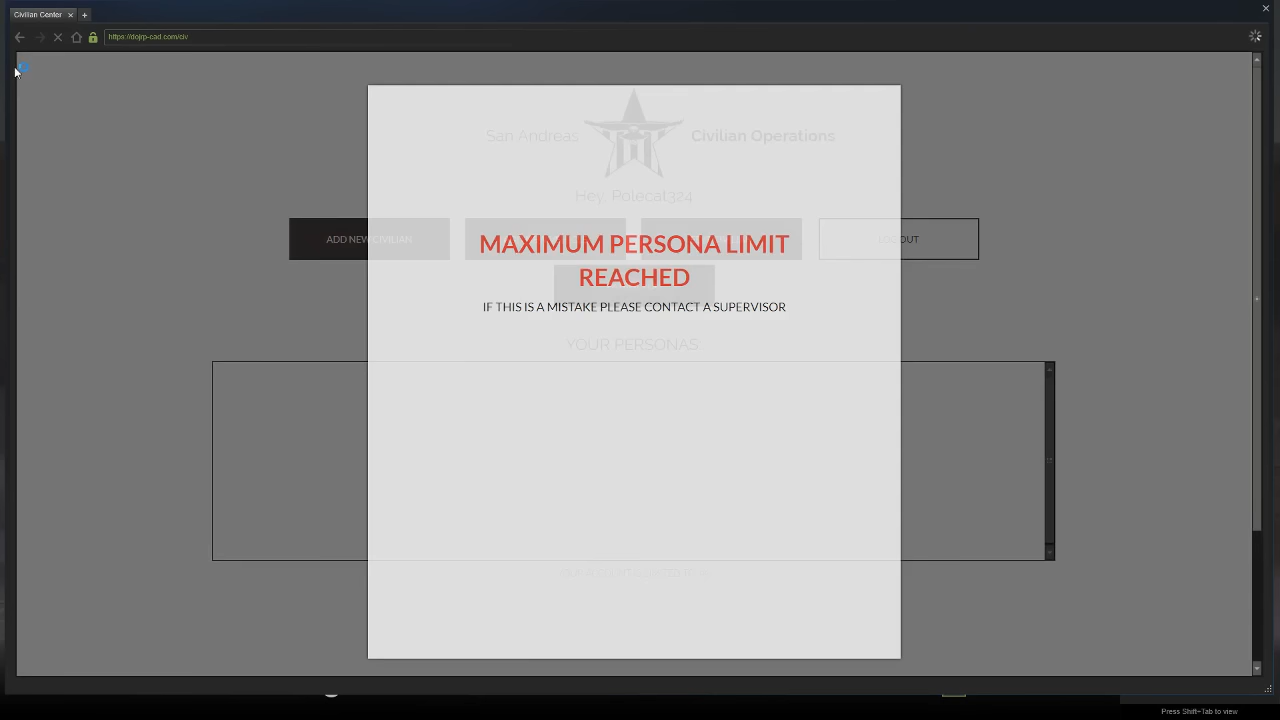 Civilian Center
https://dojrp-cad.com/civ
San Andreas Civilian Operations
Hey, Polecat324
ADD NEW CIVILIAN
MAXIMUM PERSONA LIMIT
REACHED
IF THIS IS A MISTAKE PLEASE CONTACT A SUPERVISOR
YOUR PERSONAS
Press Shift+Tab to view